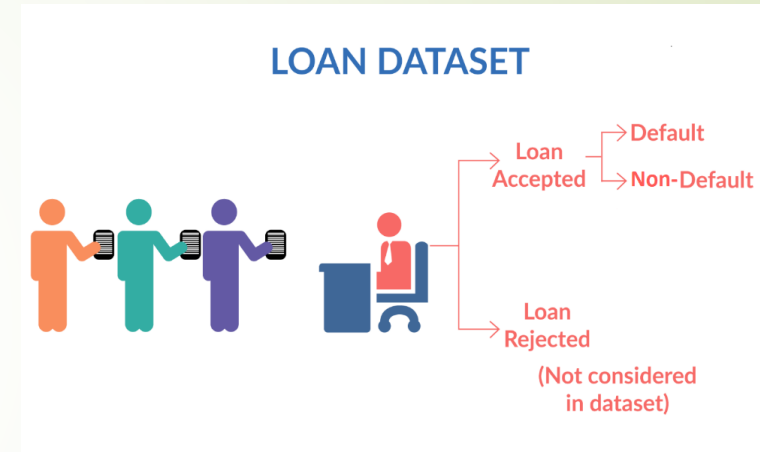 LOAN DATASET
Default
Loan
Accepted
Non-Default
Loan
Rejected
(Not considered
in dataset)